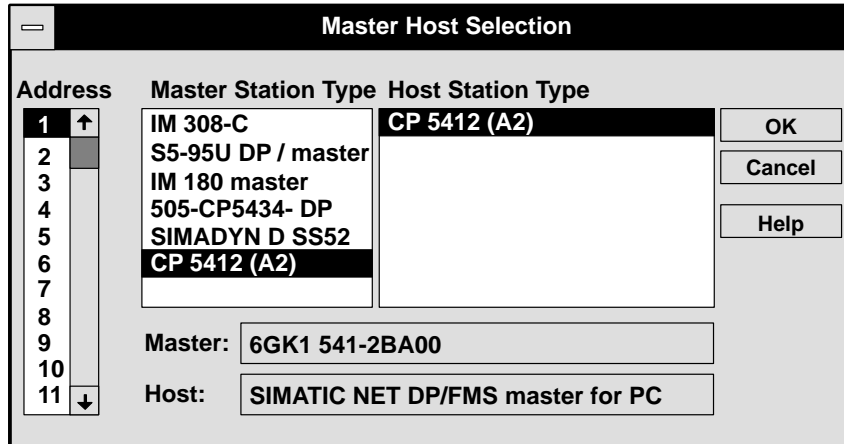 Master Host Selection
Address Master Station Type Host Station Type
1 IM 308-C CP 5412 (A2) OK
2 S5-95U DP / master Cancel
3 IM 180 master
4 505-CP5434- DP Help
5 SIMADYN D SS52
6 CP 5412 (A2)
7
8
9 Master: 6GK1 541-2BA00
10
11 Host: SIMATIC NET DP/FMS master for PC